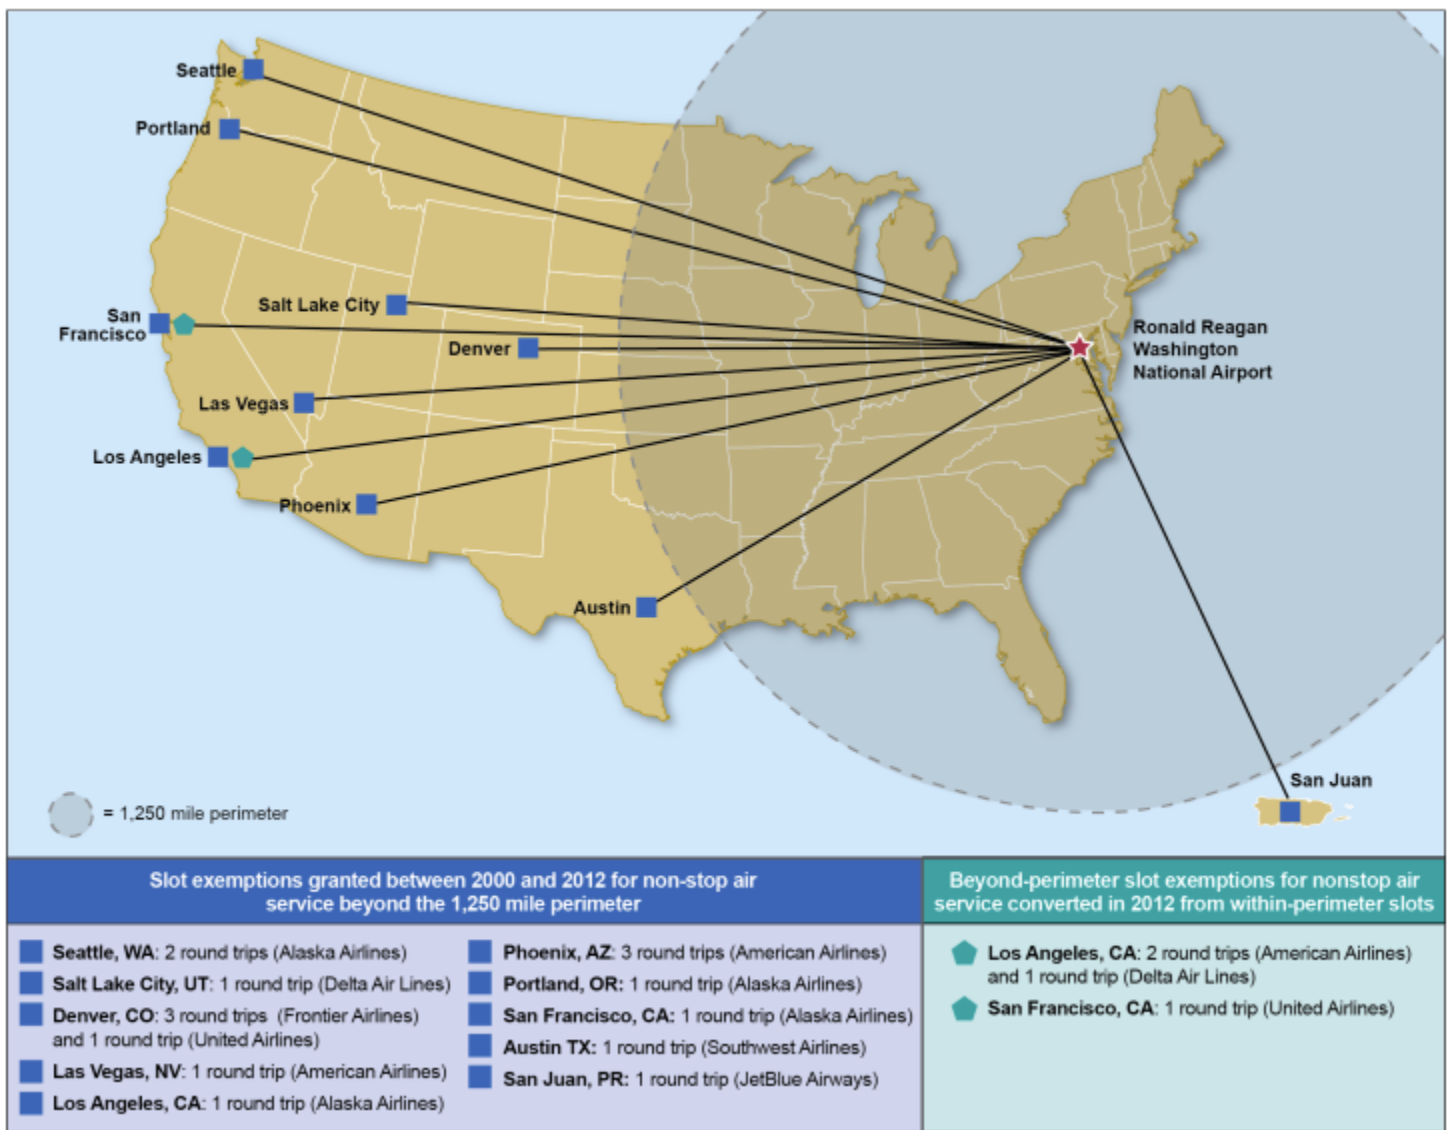 Seattle
Portland
Salt Lake City
San
Francisco
Denver
Ronald Reagan
Washington
National Airport
Las Vegas
Los Angeles
Phoenix
Austin
San Juan
= 1,250 mile perimeter
Slot exemptions granted between 2000 and 2012 for non-stop air
service beyond the 1,250 mile perimeter
Seattle, WA: 2 round trips (Alaska Airlines)
Salt Lake City, UT: 1 round trip (Delta Air Lines)
Denver, CO: 3 round trips (Frontier Airlines)
and 1 round trip (United Airlines)
Las Vegas, NV: 1 round trip (American Airlines)
Los Angeles, CA: 1 round trip (Alaska Airlines)
Phoenix, AZ: 3 round trips (American Airlines)
Portland, OR: 1 round trip (Alaska Airlines)
San Francisco, CA: 1 round trip (Alaska Airlines)
Austin TX: 1 round trip (Southwest Airlines)
San Juan, PR: 1 round trip (JetBlue Airways)
Beyond-perimeter slot exemptions for nonstop air
service converted in 2012 from within-perimeter slots
Los Angeles, CA: 2 round trips (American Airlines)
and 1 round trip (Delta Air Lines)
San Francisco, CA: 1 round trip (United Airlines)